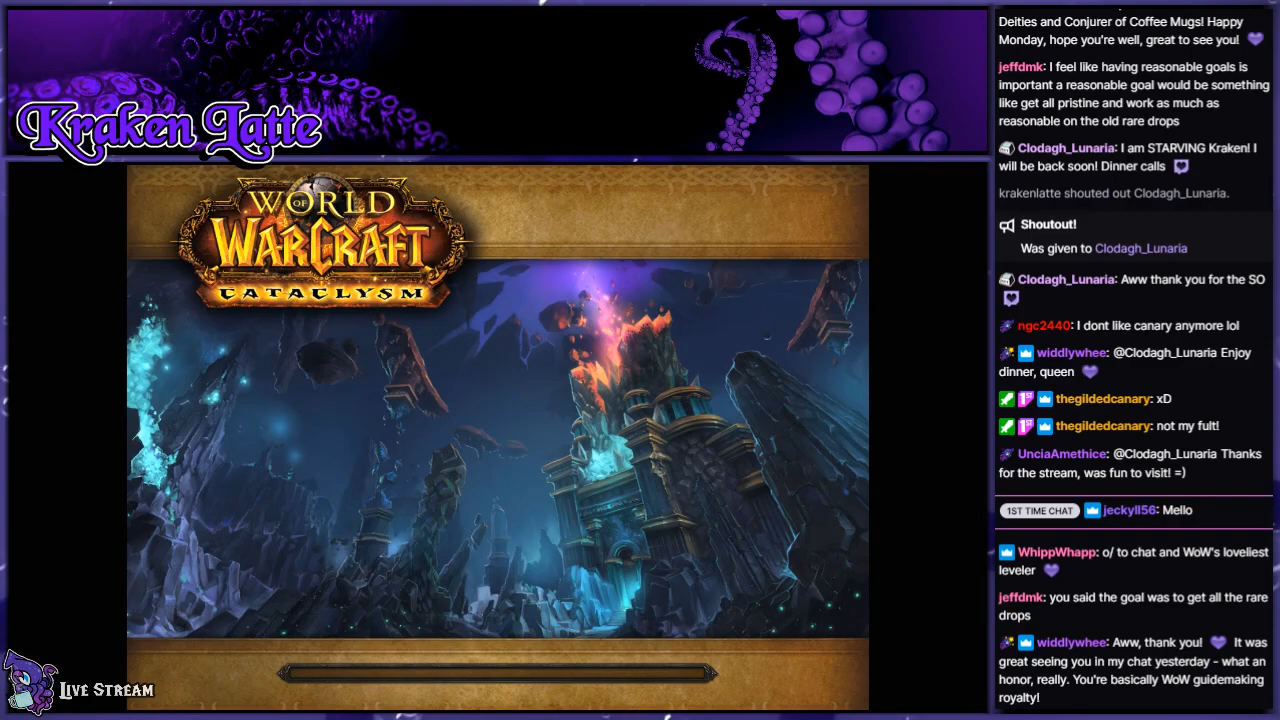 Kraken Latte
WORLD
OF
WARCRAFT
CATACLYSM
LIVE STREAM
Deities and Conjurer of Coffee Mugs! Happy
Monday, hope you're well, great to see you!
jeffdmk: I feel like having reasonable goals is
important a reasonable goal would be something
like get all pristine and work as much as
reasonable on the old rare drops
Clodagh_Lunaria: I am STARVING Kraken! I
will be back soon! Dinner calls
krakenlatte shouted out Clodagh_Lunaria.
Shoutout!
Was given to Clodagh_Lunaria
Clodagh_Lunaria: Aww thank you for the SO
ngc2440: I dont like canary anymore lol
widdlywhee: @Clodagh_Lunaria Enjoy
dinner, queen
1ST thegildedcanary: xD
1ST thegildedcanary: not my fult!
UnciaAmethice: @Clodagh_Lunaria Thanks
for the stream, was fun to visit! =)
1ST TIME CHAT jeckyll56: Mello
WhippWhapp: o/ to chat and WoW's loveliest
leveler
jeffdmk: you said the goal was to get all the rare
drops
widdlywhee: Aww, thank you! It was
great seeing you in my chat yesterday - what an
honor, really. You're basically WoW guidemaking
royalty!